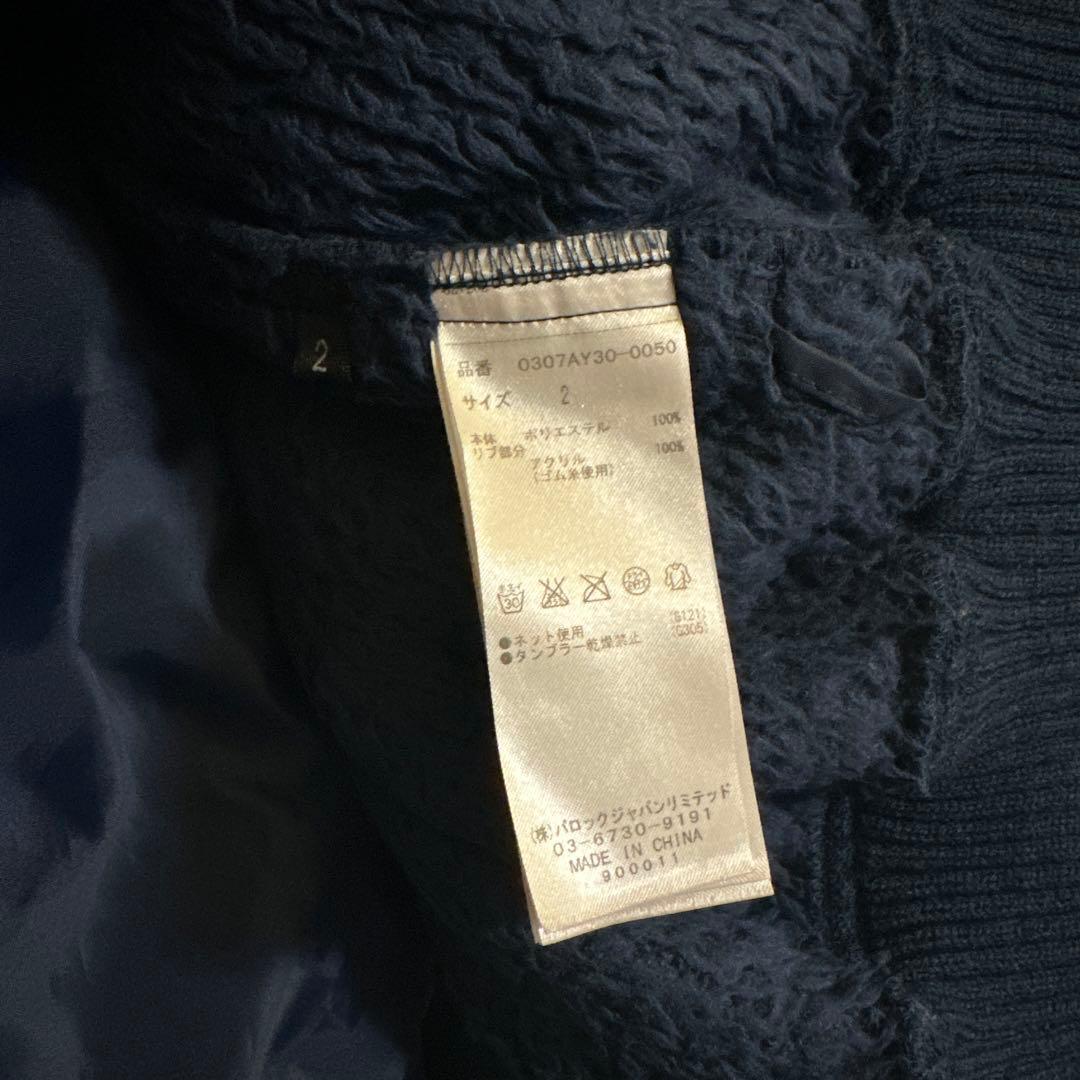 2
品番 0307AY30-0050
サイズ 2
本体 ポリエステル 100%
リブ部分 アクリル 100%
(ゴム糸使用)
30
●ネット使用
●タンブラー乾燥禁止
(株)バロックジャパンリミテッド
03-6730-9191
MADE IN CHINA
900011